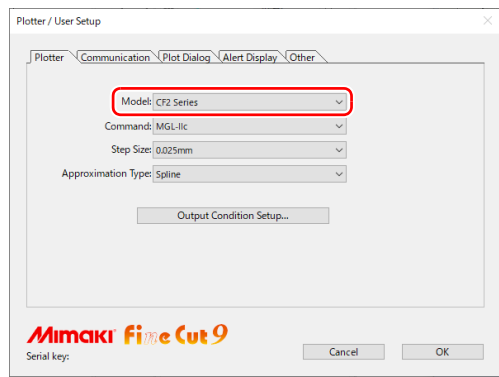 Plotter / User Setup
Plotter Communication Plot Dialog Alert Display Other
Model: CF2 Series
Command: MGL-IIc
Step Size: 0.025mm
Approximation Type: Spline
Output Condition Setup...
Mimaki Fine Cut 9
Serial key:
Cancel OK